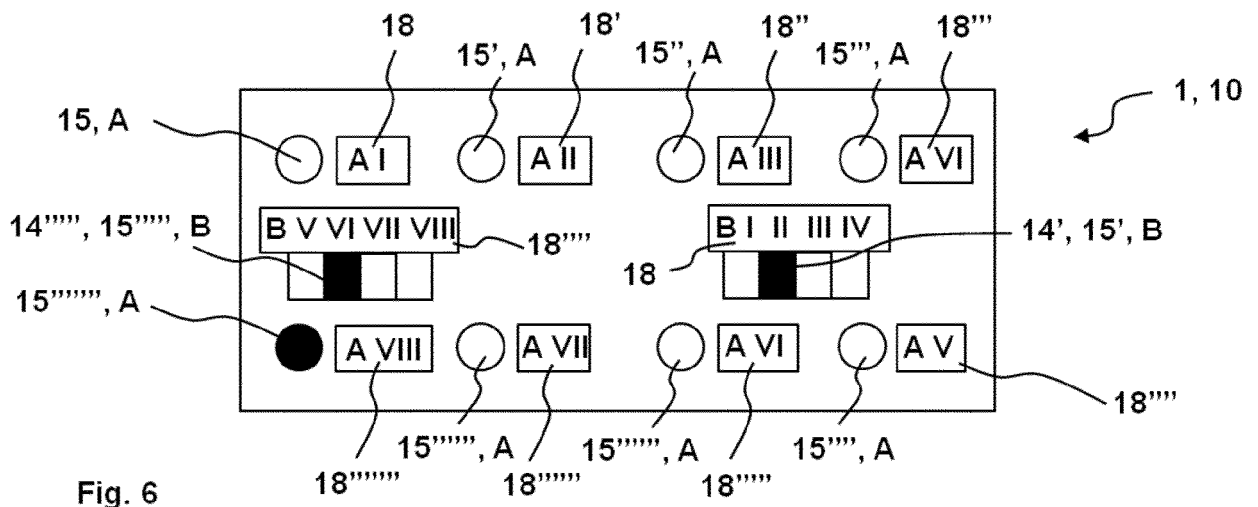 18 18' 18'' 18'''
15', A 15'', A 15''', A
1, 10
15, A
A I A II A III A VI
B V VI VII VIII B I II III IV
14''''', 15''''', B 18'''' 18 14', 15', B
15''''''', A
A VIII A VII A VI A V
18''''
15'''''', A 15'''''', A 15'''', A
18''''''' 18'''''' 18'''''
Fig. 6